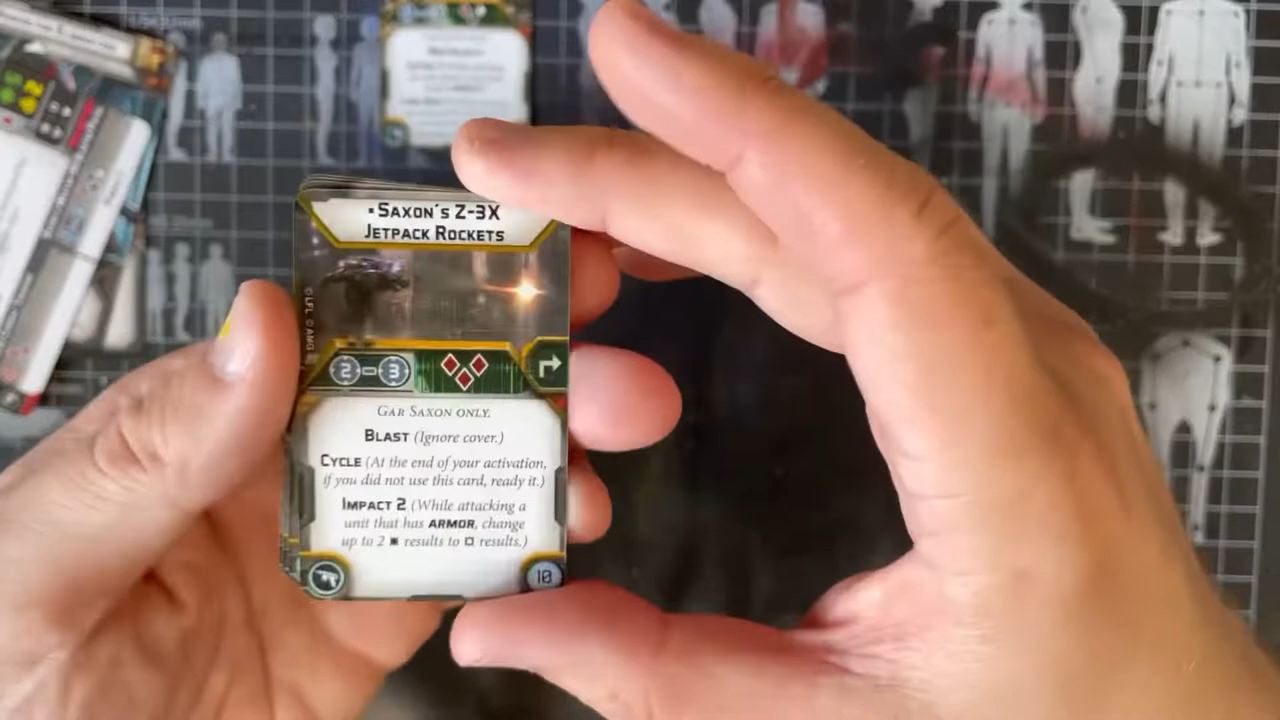 •Saxon's Z-3X
Jetpack Rockets
© LFL © AMG
2-3
Gar Saxon only.
Blast (Ignore cover.)
Cycle (At the end of your activation,
if you did not use this card, ready it.)
Impact 2 (While attacking a
unit that has ARMOR, change
up to 2 results to results.)
10